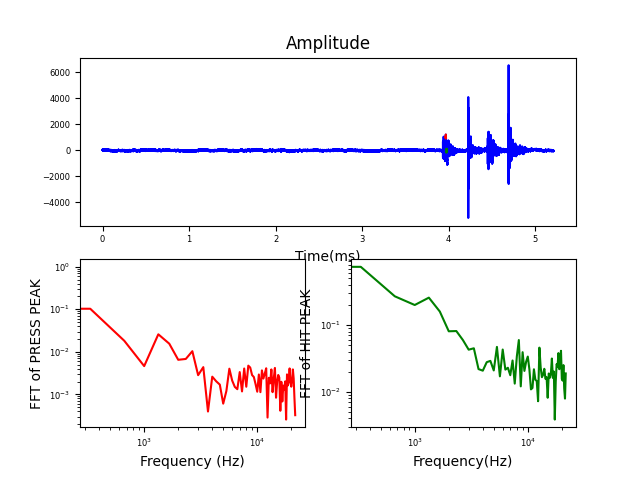 Amplitude
6000
4000
2000
0
−2000
−4000
0 1 2 3 4 5
Time(ms)
FFT of PRESS PEAK
10⁰
10⁻¹
10⁻²
10⁻³
10³ 10⁴
Frequency (Hz)
FFT of HIT PEAK
10⁻¹
10⁻²
10³ 10⁴
Frequency(Hz)